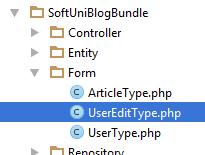 SoftUniBlogBundle
Controller
Entity
Form
ArticleType.php
UserEditType.php
UserType.php
Repository